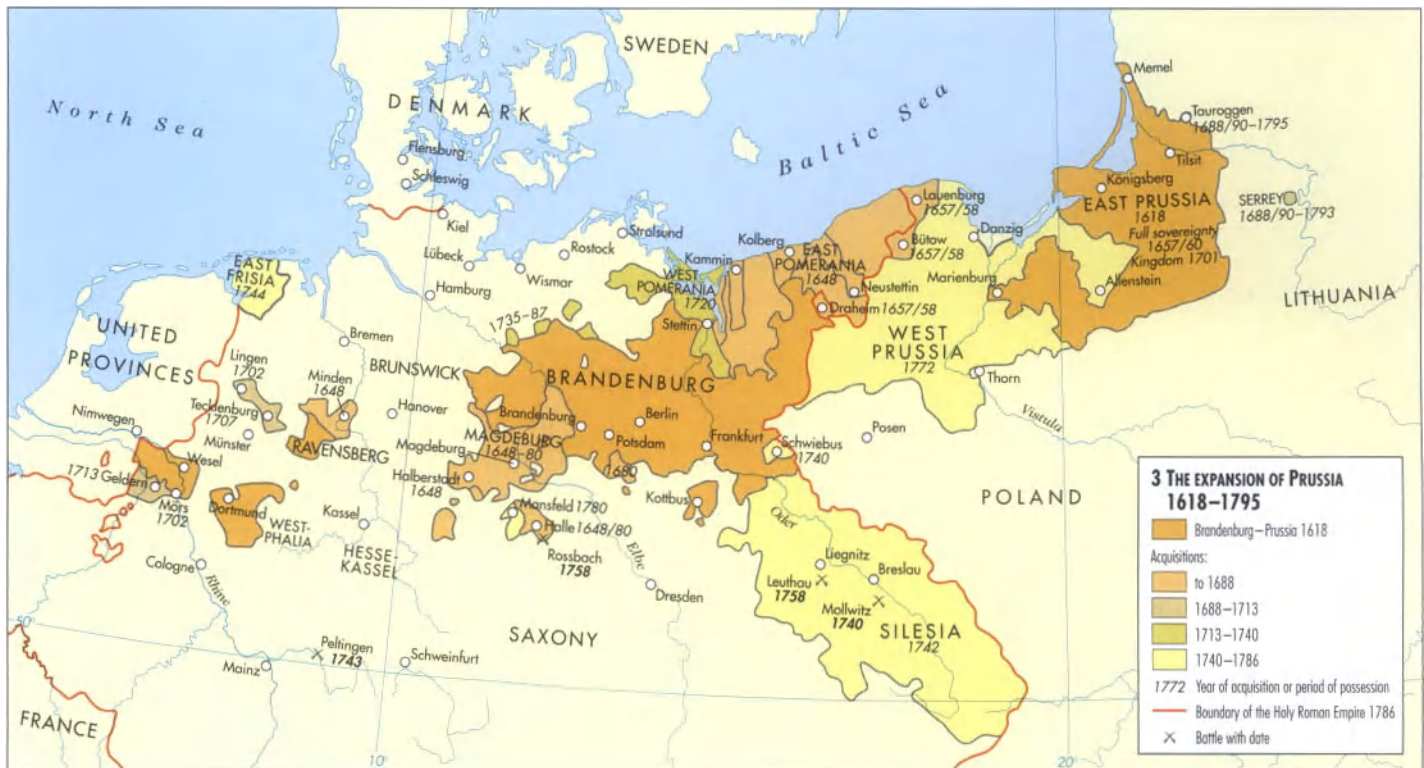 SWEDEN
North Sea
DENMARK
Baltic Sea
Flensburg
Schleswig
Kiel
Lübeck
Hamburg
Wismar
Rostock
Stralsund
Kammin
Kolberg
Lauenburg
1657/58
Bütow
1657/58
Danzig
Memel
Tauroggen
1688/90–1795
Tilsit
Königsberg
EAST PRUSSIA
1618
Full sovereignty
1657/60
Kingdom 1701
SERREY
1688/90–1793
Allenstein
LITHUANIA
Marienburg
EAST
POMERANIA
1648
Neustettin
Draheim 1657/58
WEST
POMERANIA
1720
Stettin
1735–87
WEST
PRUSSIA
1772
Thorn
Vistula
EAST
FRISIA
1744
UNITED
PROVINCES
Bremen
BRUNSWICK
BRANDENBURG
Lingen
1702
Minden
1648
Tecklenburg
1707
Hanover
Brandenburg
Berlin
Potsdam
Frankfurt
Nimwegen
Münster
RAVENSBERG
Magdeburg
MAGDEBURG
1648–80
Halberstadt
1648
1680
Schwiebus
1740
Posen
Wesel
1713 Geldern
Mörs
1702
Dortmund
WEST-
PHALIA
Kassel
HESSE-
KASSEL
Mansfeld 1780
Halle 1648/80
Rossbach
1758
Kottbus
Elbe
Oder
POLAND
Cologne
Rhine
Dresden
Liegnitz
Leuthau
1758
Breslau
Mollwitz
1740
SILESIA
1742
SAXONY
50°
Peltingen
1743
Mainz
Schweinfurt
FRANCE
10°
20
3 THE EXPANSION OF PRUSSIA
1618–1795
Brandenburg–Prussia 1618
Acquisitions:
to 1688
1688–1713
1713–1740
1740–1786
1772 Year of acquisition or period of possession
Boundary of the Holy Roman Empire 1786
Battle with date